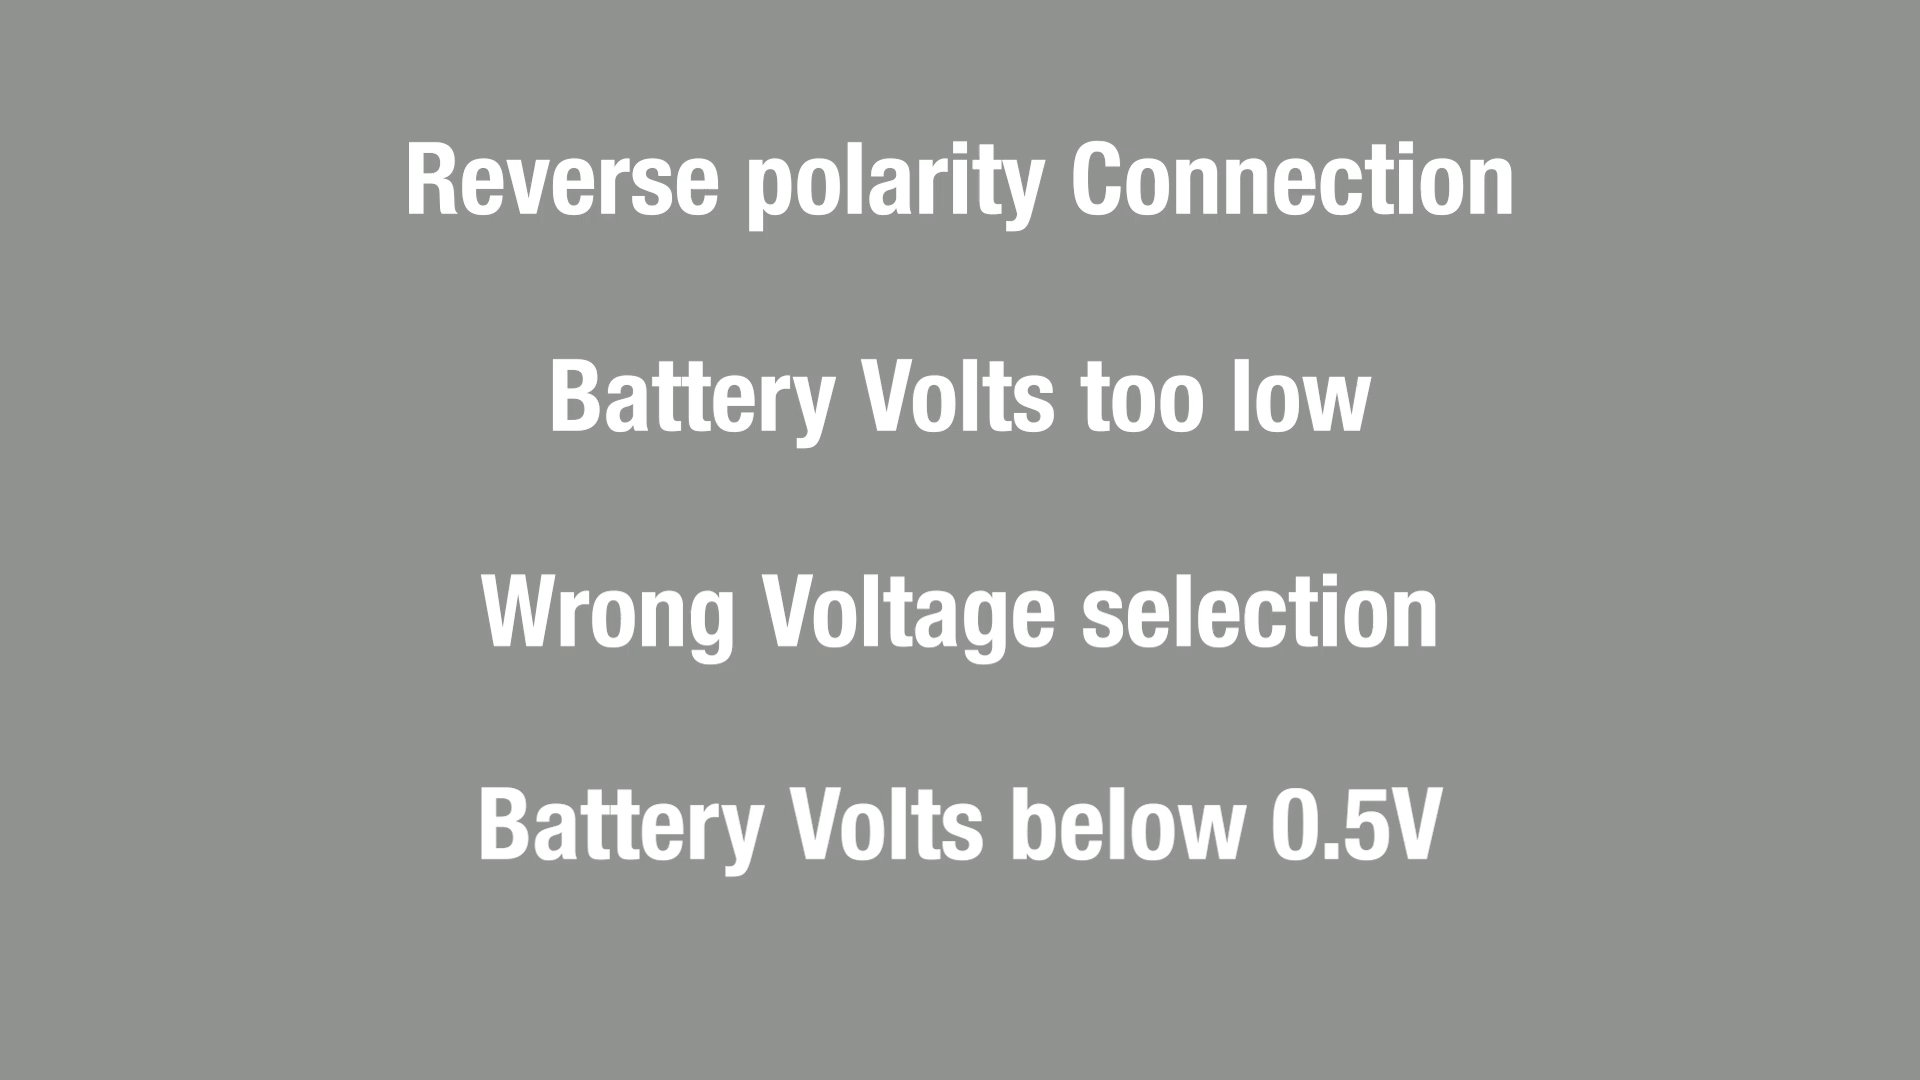 Reverse polarity Connection
Battery Volts too low
Wrong Voltage selection
Battery Volts below 0.5V